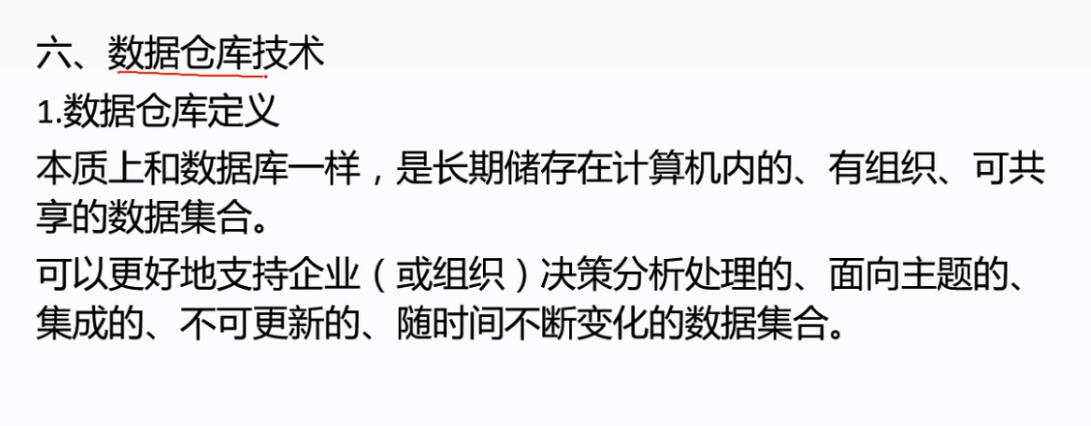 六、数据仓库技术
1.数据仓库定义
本质上和数据库一样，是长期储存在计算机内的、有组织、可共
享的数据集合。
可以更好地支持企业（或组织）决策分析处理的、面向主题的、
集成的、不可更新的、随时间不断变化的数据集合。